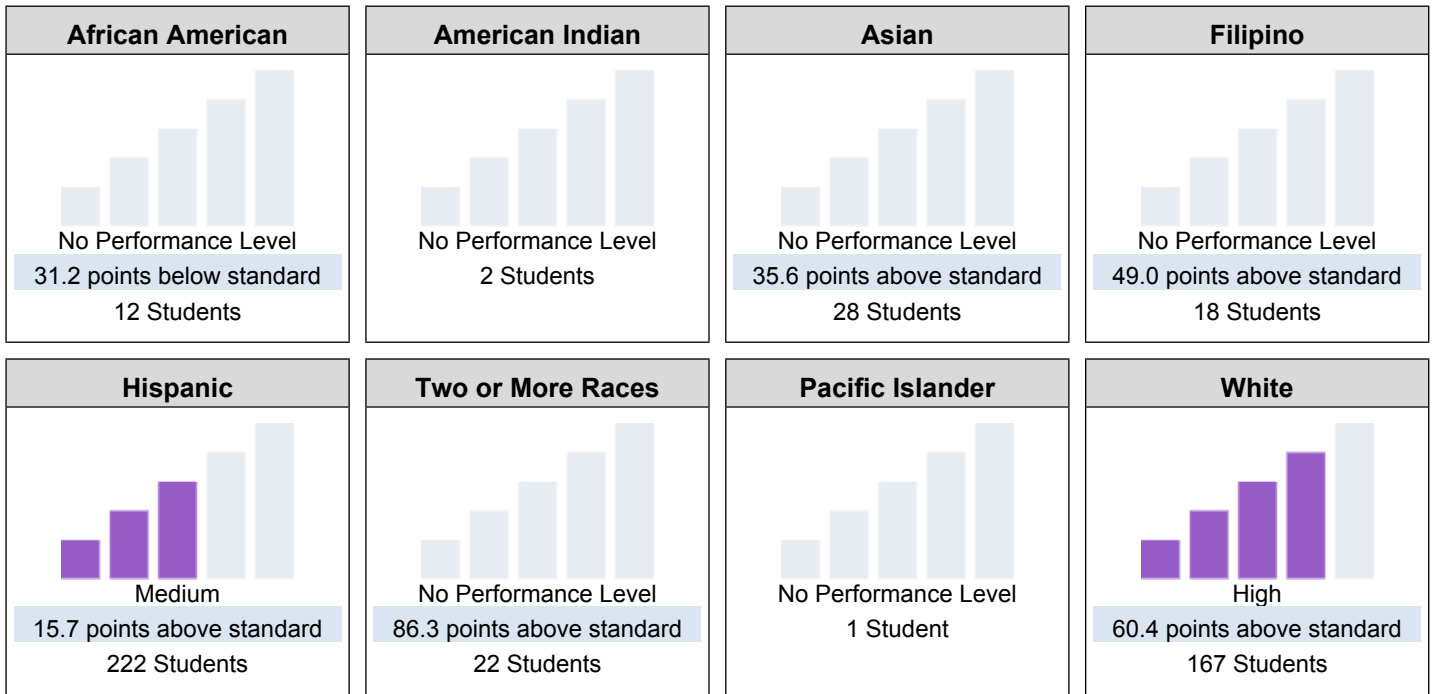 African American
No Performance Level
31.2 points below standard
12 Students
American Indian
No Performance Level
2 Students
Asian
No Performance Level
35.6 points above standard
28 Students
Filipino
No Performance Level
49.0 points above standard
18 Students
Hispanic
Medium
15.7 points above standard
222 Students
Two or More Races
No Performance Level
86.3 points above standard
22 Students
Pacific Islander
No Performance Level
1 Student
White
High
60.4 points above standard
167 Students